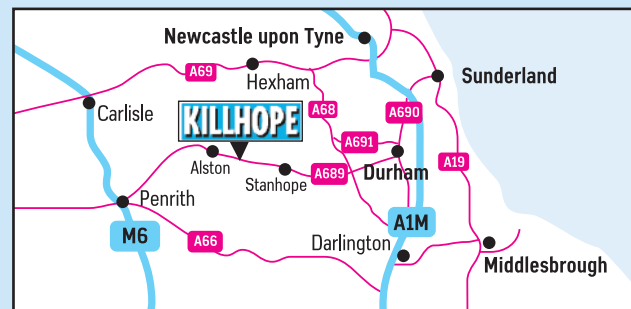 Newcastle upon Tyne
A69
Hexham
Sunderland
Carlisle
KILLHOPE
A68
A690
A691
Alston
Stanhope
A689
Durham
A19
Penrith
M6
A66
A1M
Darlington
Middlesbrough